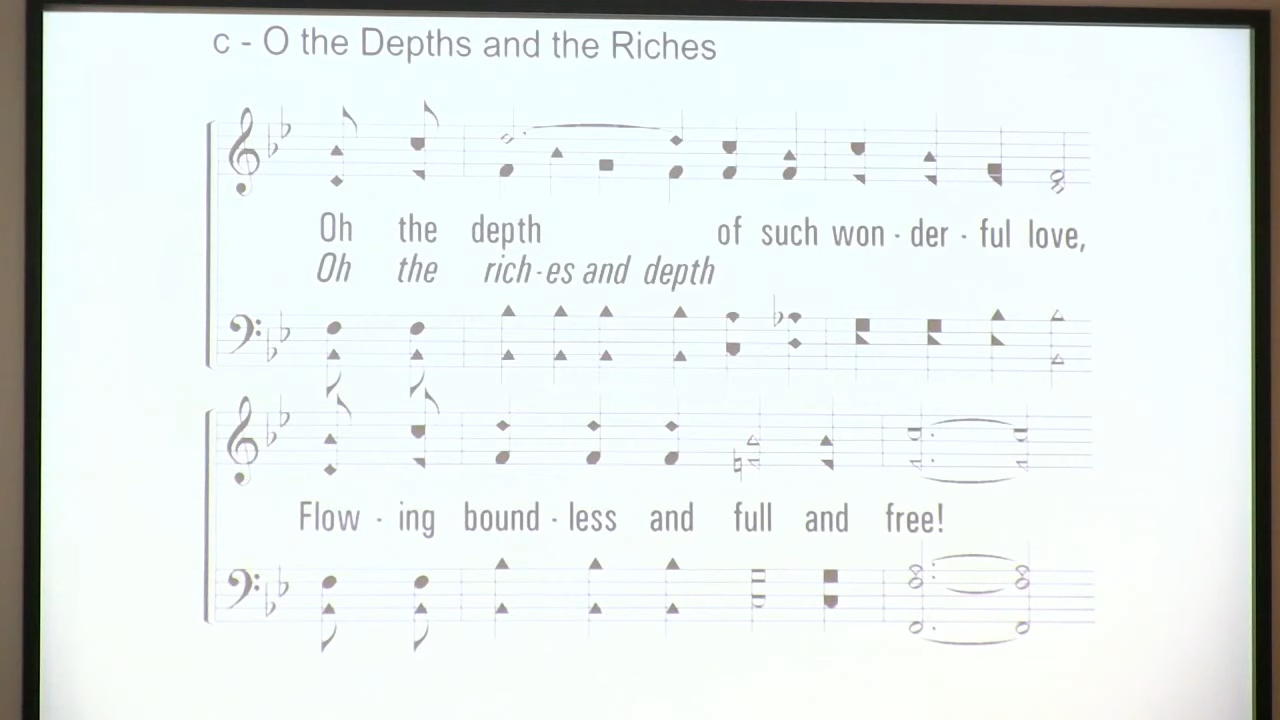 c - O the Depths and the Riches
Oh the depth of such won · der · ful love,
Oh the rich - es and depth
Flow · ing bound · less and full and free!